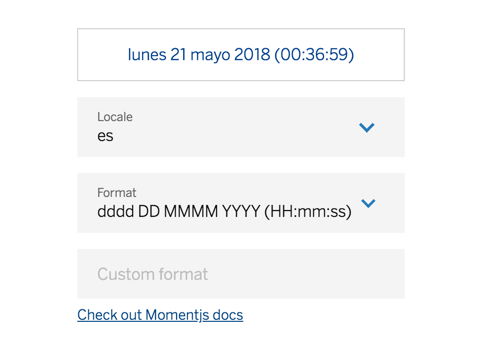 lunes 21 mayo 2018 (00:36:59)
Locale
es
Format
dddd DD MMMM YYYY (HH:mm:ss)
Custom format
Check out Momentjs docs